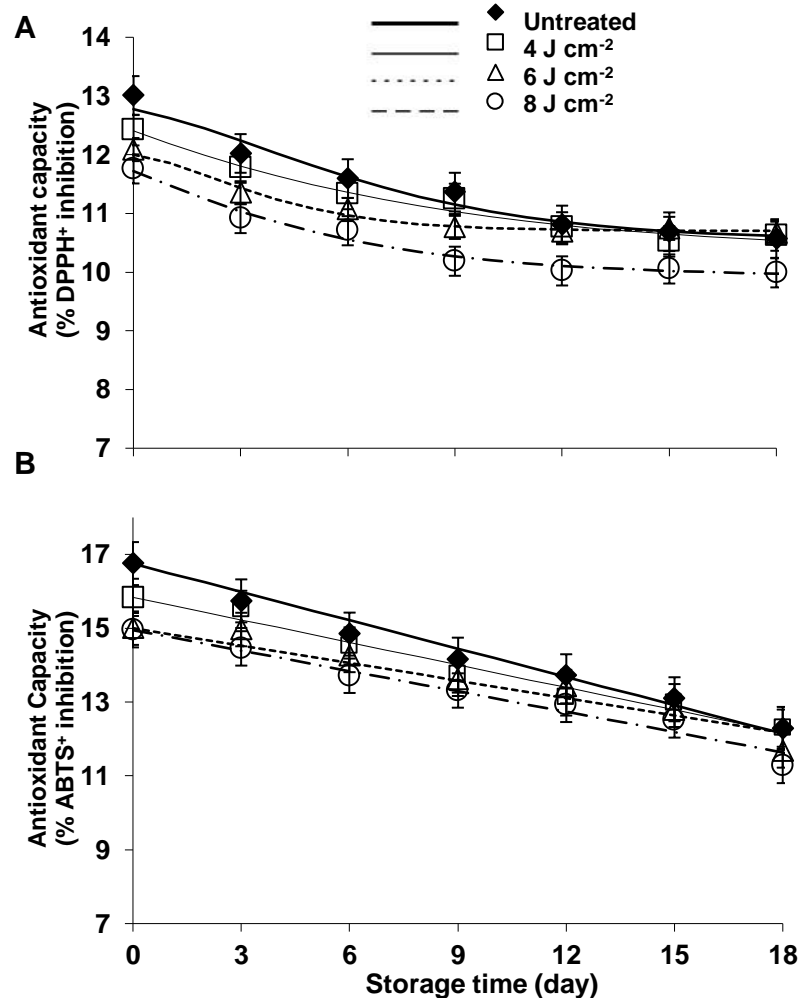 A
Untreated
4 J cm-2
6 J cm-2
8 J cm-2
14
13
12
11
10
9
8
7
Antioxidant capacity
(% DPPH+ inhibition)
B
17
15
13
11
9
7
Antioxidant Capacity
(% ABTS+ inhibition)
0 3 6 9 12 15 18
Storage time (day)